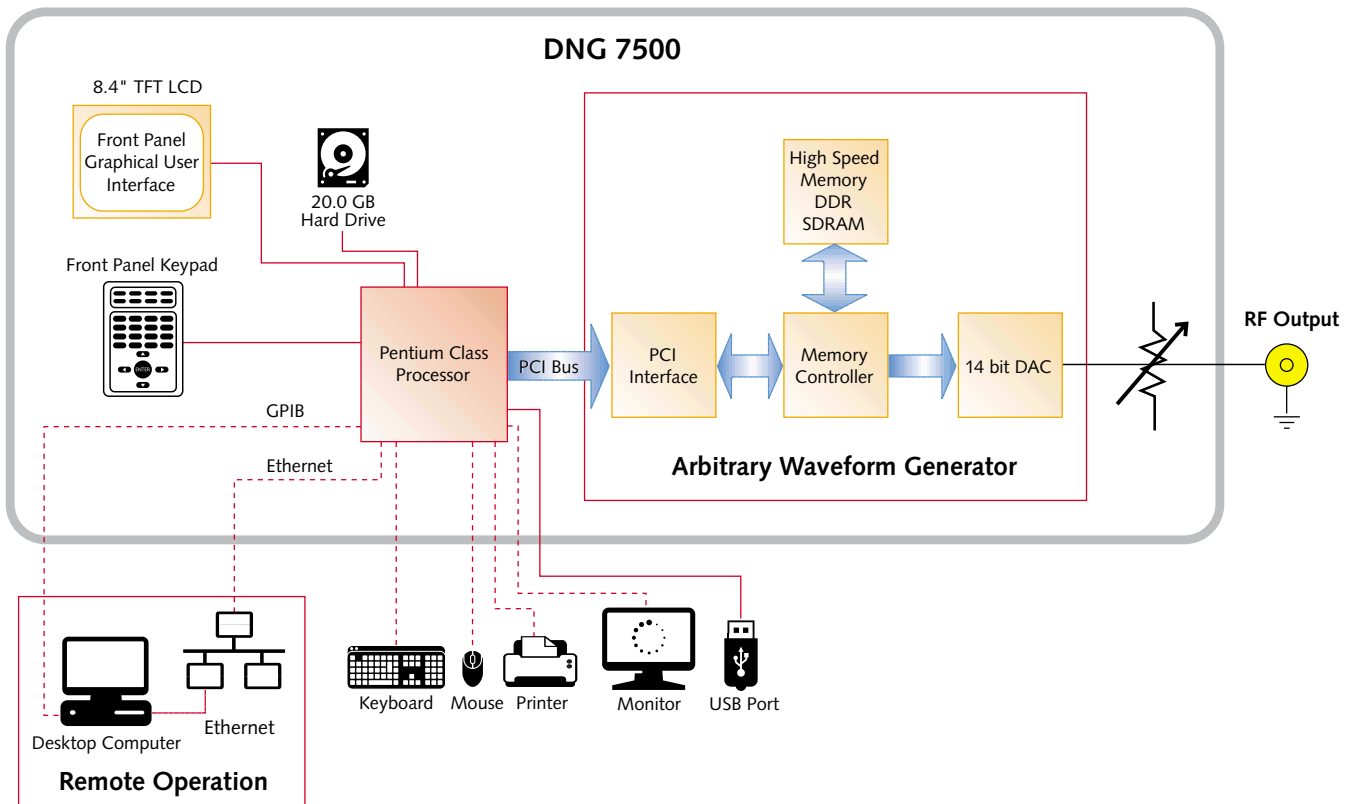 DNG 7500
8.4" TFT LCD
Front Panel
Graphical User
Interface
20.0 GB
Hard Drive
Front Panel Keypad
ENTER
Pentium Class
Processor
PCI Bus
PCI
Interface
High Speed
Memory
DDR
SDRAM
Memory
Controller
14 bit DAC
RF Output
Arbitrary Waveform Generator
GPIB
Ethernet
Keyboard
Mouse
Printer
Monitor
USB Port
Desktop Computer
Ethernet
Remote Operation